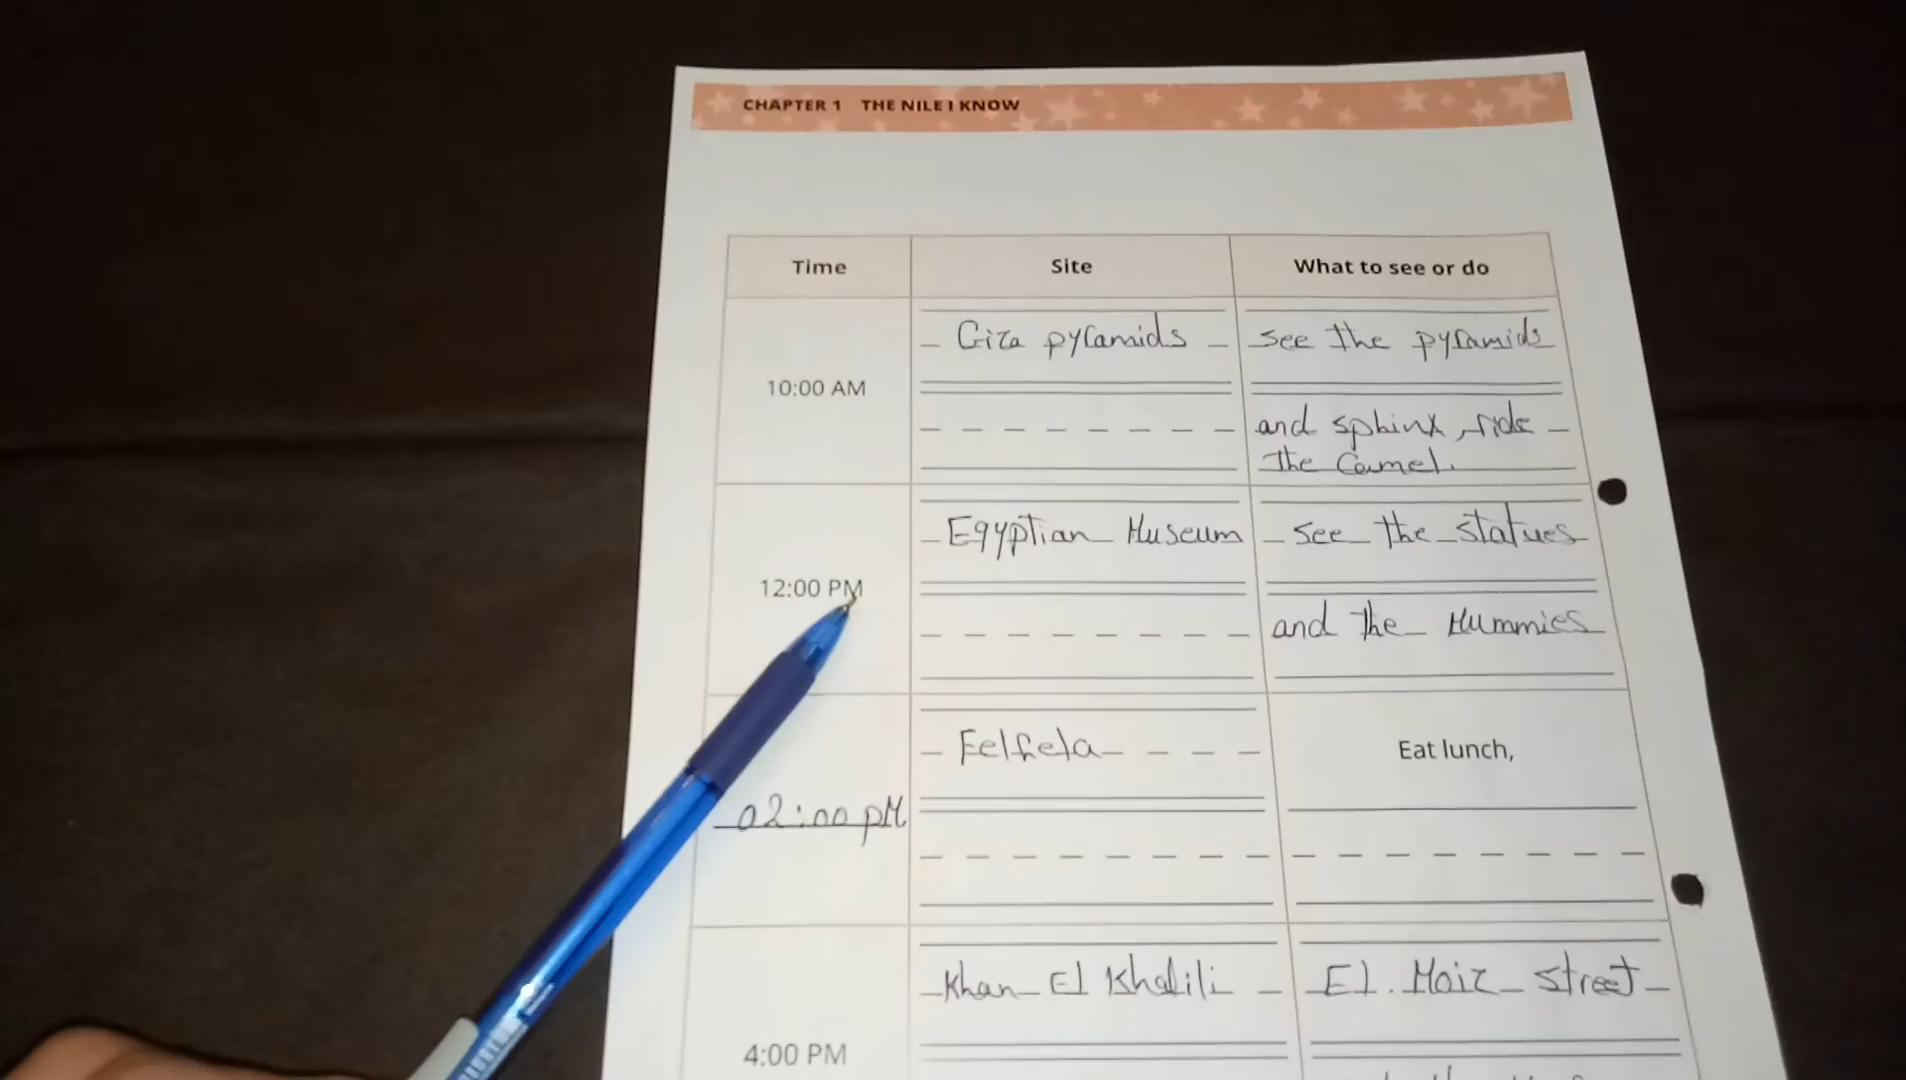 CHAPTER 1 THE NILE I KNOW
Time Site What to see or do
10:00 AM
Giza pyramids
see the pyramids
and sphinx, ride
the Camel.
12:00 PM
Egyptian Museum
see the statues
and the Mummies
02:00 pM
Felfela
Eat lunch,
4:00 PM
Khan El Khalili
El. Moiz street